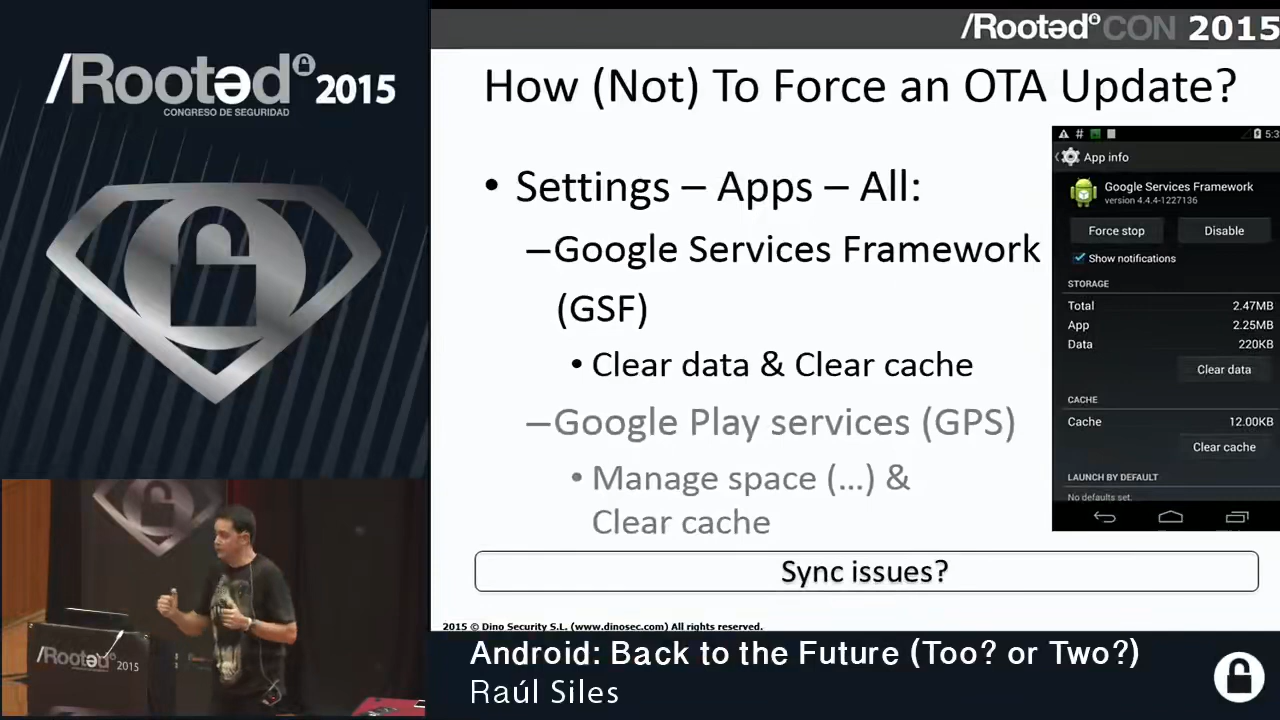 /Rootəd 2015
CONGRESO DE SEGURIDAD
/Rootəd CON 2015
How (Not) To Force an OTA Update?
• Settings – Apps – All:
–Google Services Framework
(GSF)
• Clear data & Clear cache
–Google Play services (GPS)
• Manage space (...) &
Clear cache
Sync issues?
App info
Google Services Framework
version 4.4.4-1227136
Force stop
Disable
Show notifications
STORAGE
Total 2.47MB
App 2.25MB
Data 220KB
Clear data
CACHE
Cache 12.00KB
Clear cache
LAUNCH BY DEFAULT
No defaults set.
2015 © Dino Security S.L. (www.dinosec.com) All rights reserved.
/Rootəd 2015
Android: Back to the Future (Too? or Two?)
Raúl Siles